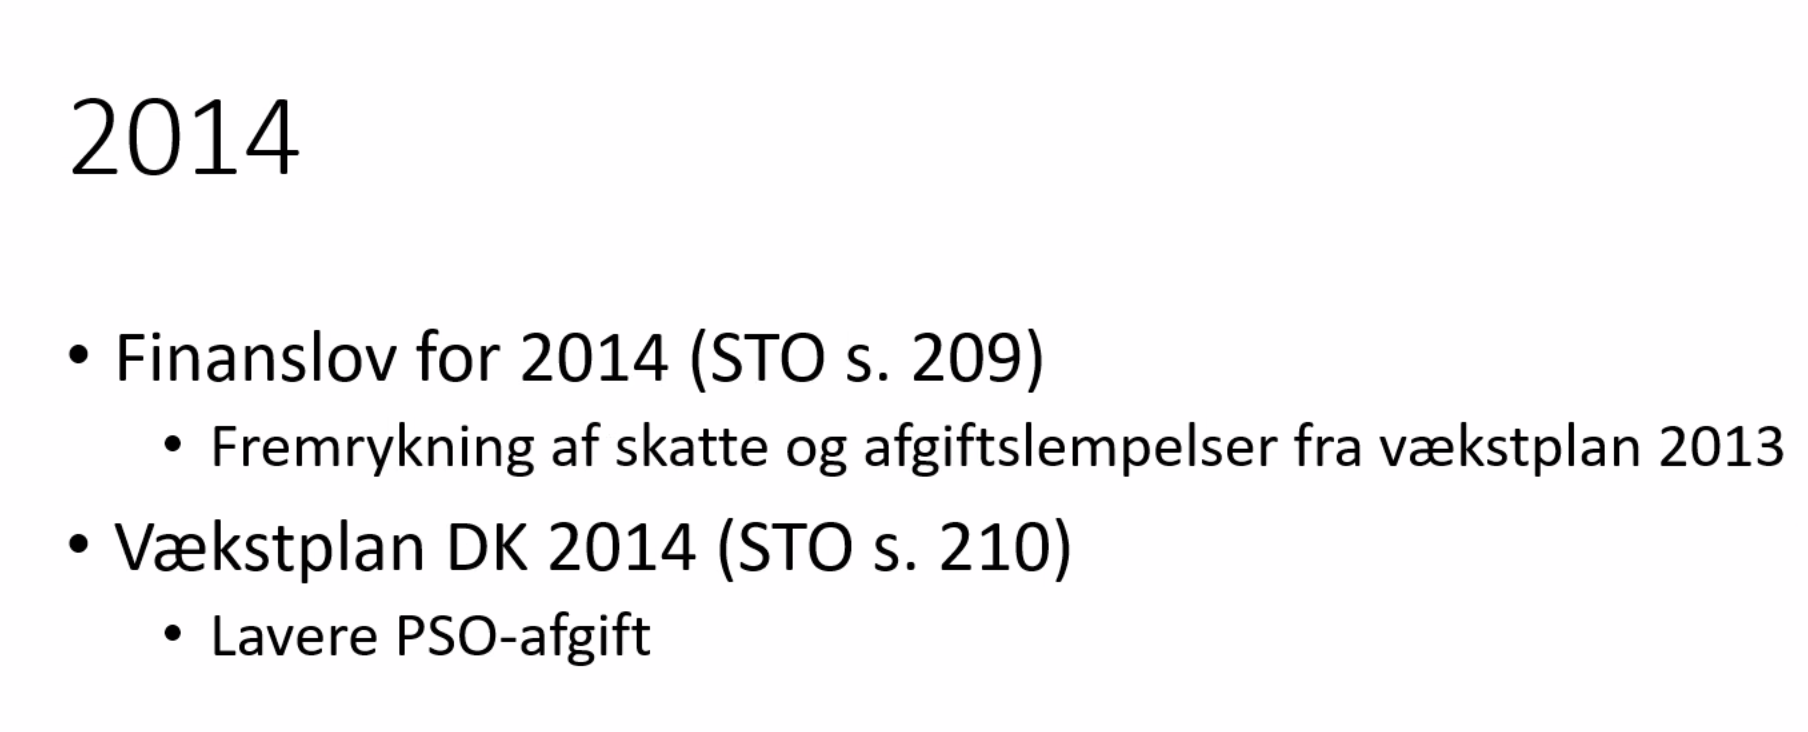 2014
• Finanslov for 2014 (STO s. 209)
• Fremrykning af skatte og afgiftslempelser fra vækstplan 2013
• Vækstplan DK 2014 (STO s. 210)
• Lavere PSO-afgift